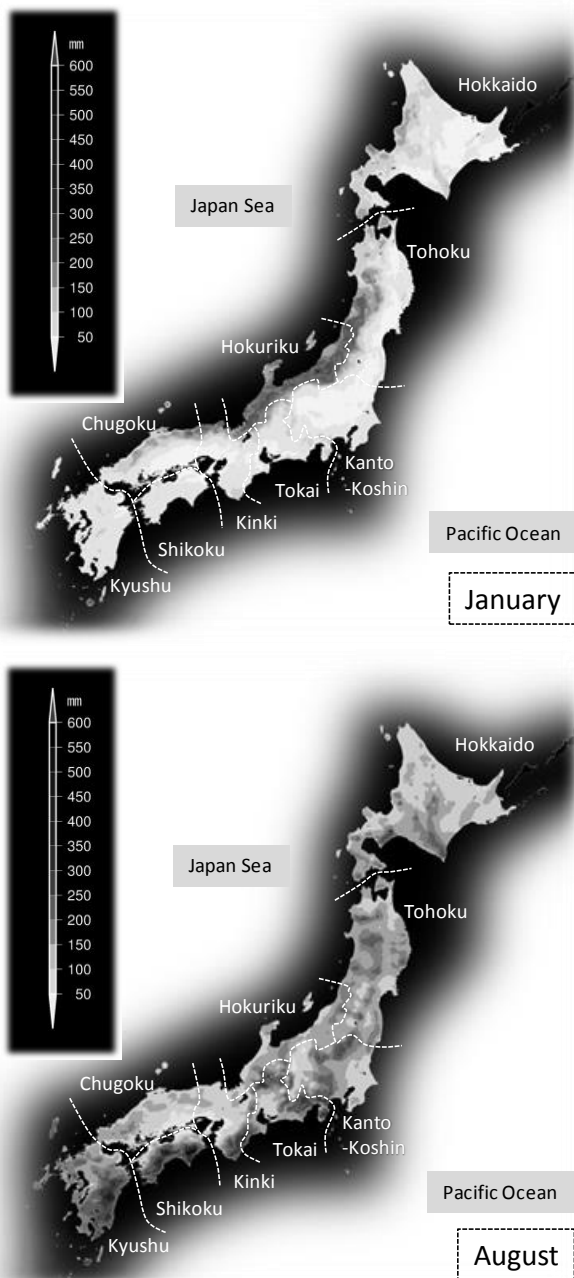 mm
600
550
500
450
400
350
300
250
200
150
100
50
Hokkaido
Japan Sea
Tohoku
Hokuriku
Chugoku
Kanto
-Koshin
Tokai
Kinki
Shikoku
Kyushu
Pacific Ocean
January
mm
600
550
500
450
400
350
300
250
200
150
100
50
Hokkaido
Japan Sea
Tohoku
Hokuriku
Chugoku
Kanto
-Koshin
Tokai
Kinki
Shikoku
Kyushu
Pacific Ocean
August